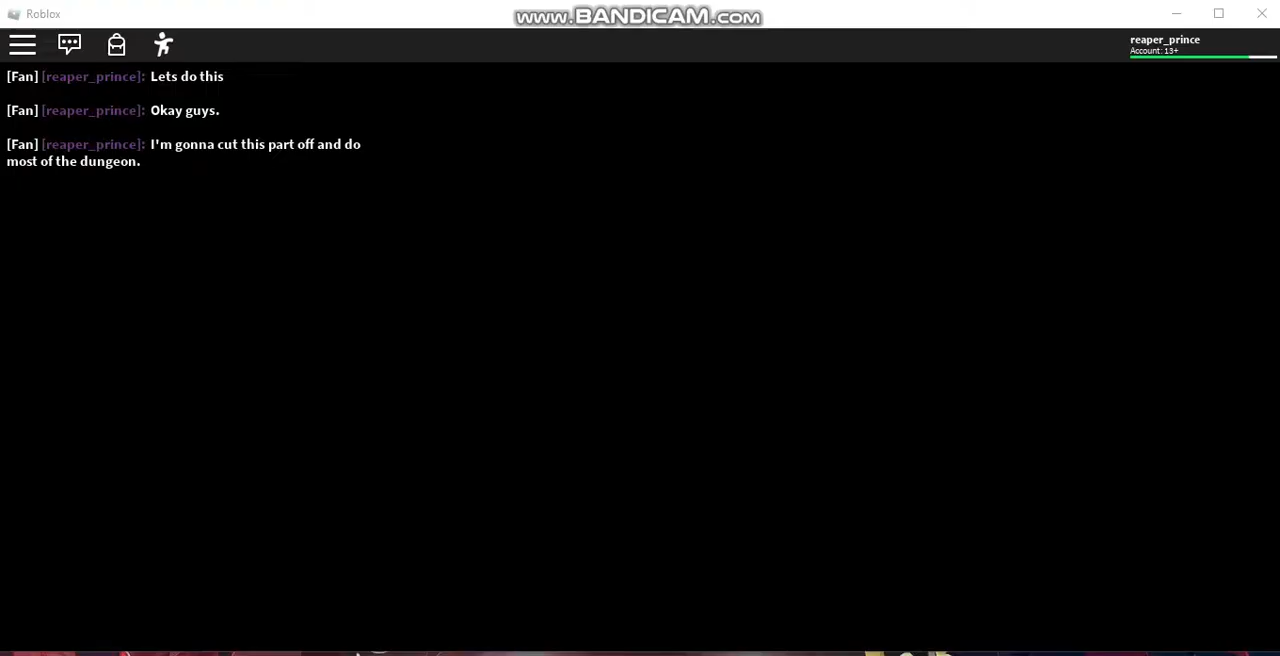 Roblox
www.BANDICAM.COM
reaper_prince
Account: 13+
[Fan] [reaper_prince]: Lets do this
[Fan] [reaper_prince]: Okay guys.
[Fan] [reaper_prince]: I'm gonna cut this part off and do
most of the dungeon.